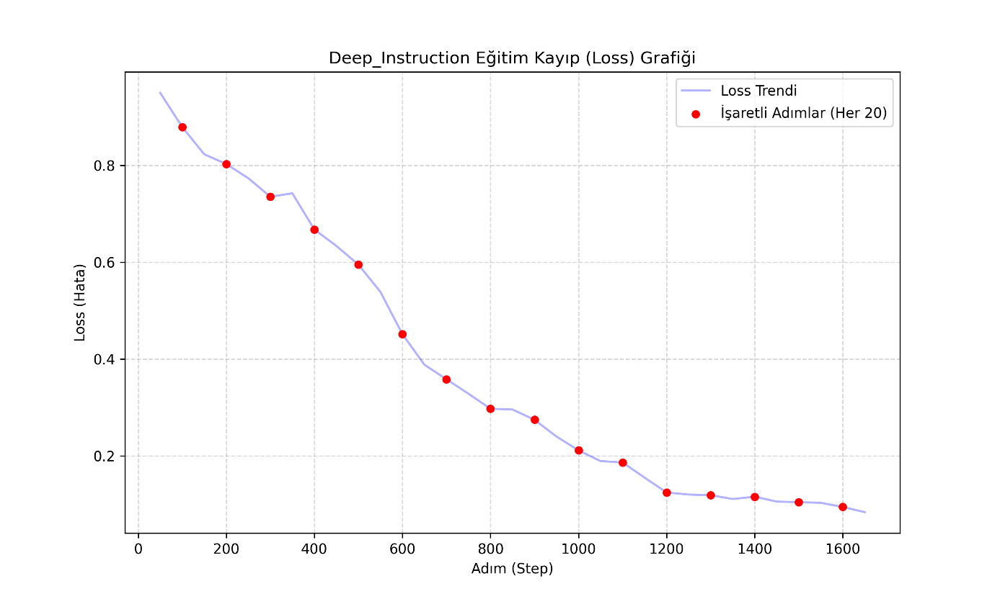 Deep_Instruction Eğitim Kayıp (Loss) Grafiği
Loss Trendi
İşaretli Adımlar (Her 20)
Loss (Hata)
0.8
0.6
0.4
0.2
0 200 400 600 800 1000 1200 1400 1600
Adım (Step)